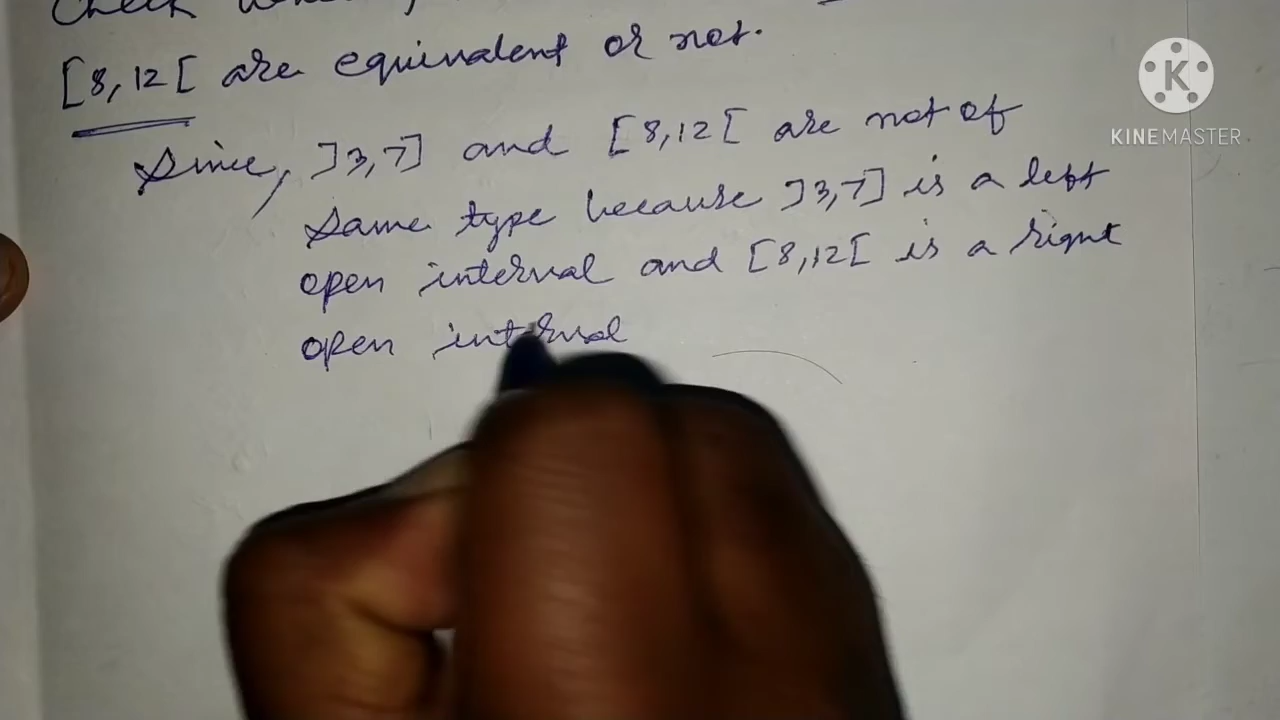 Check
[8,12[ are equivalent or not.
Since, ]3,7] and [8,12[ are not of
same type because ]3,7] is a left
open interval and [8,12[ is a right
open interval
K
KINEMASTER